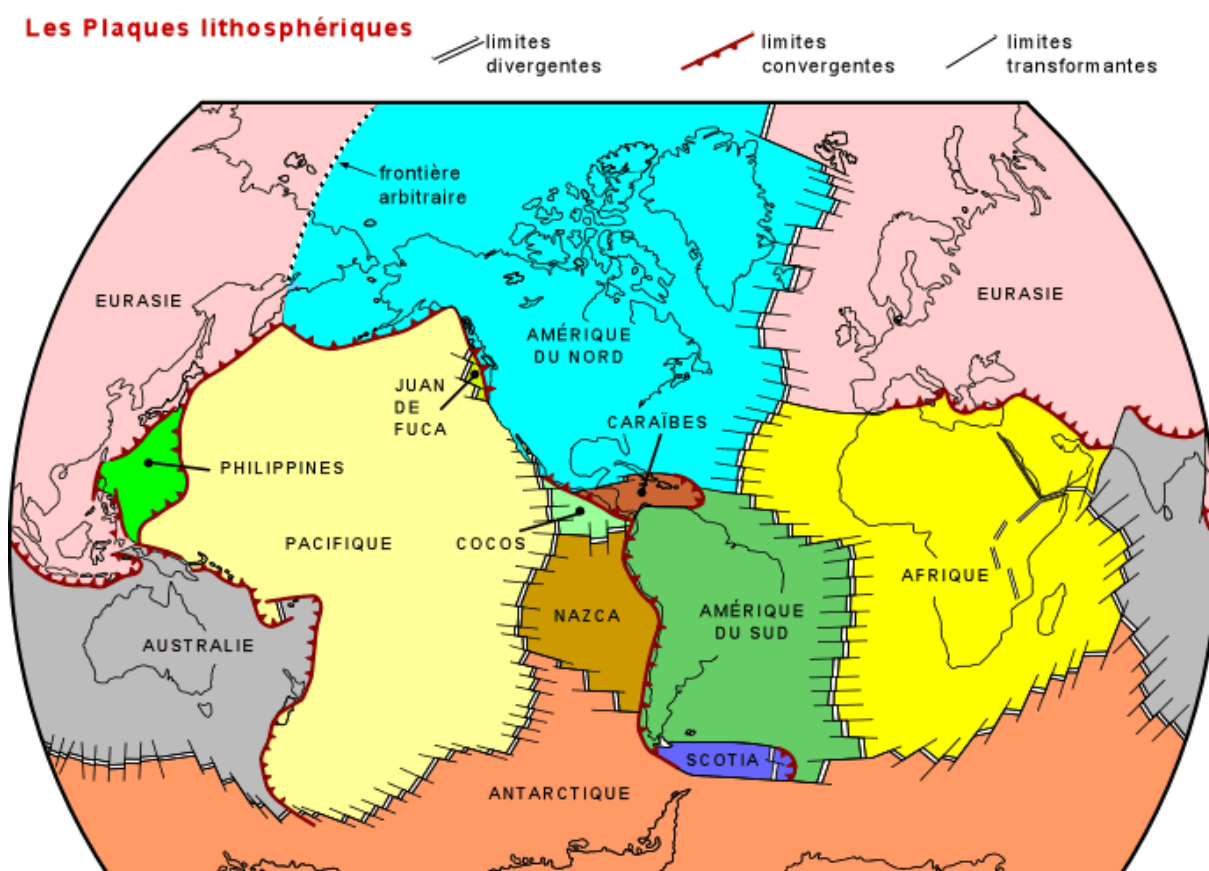 Les Plaques lithosphériques
limites
divergentes
limites
convergentes
limites
transformantes
frontière
arbitraire
EURASIE
AMÉRIQUE
DU NORD
EURASIE
JUAN
DE
FUCA
CARAÏBES
PHILIPPINES
COCOS
PACIFIQUE
AFRIQUE
NAZCA
AMÉRIQUE
DU SUD
AUSTRALIE
SCOTIA
ANTARCTIQUE